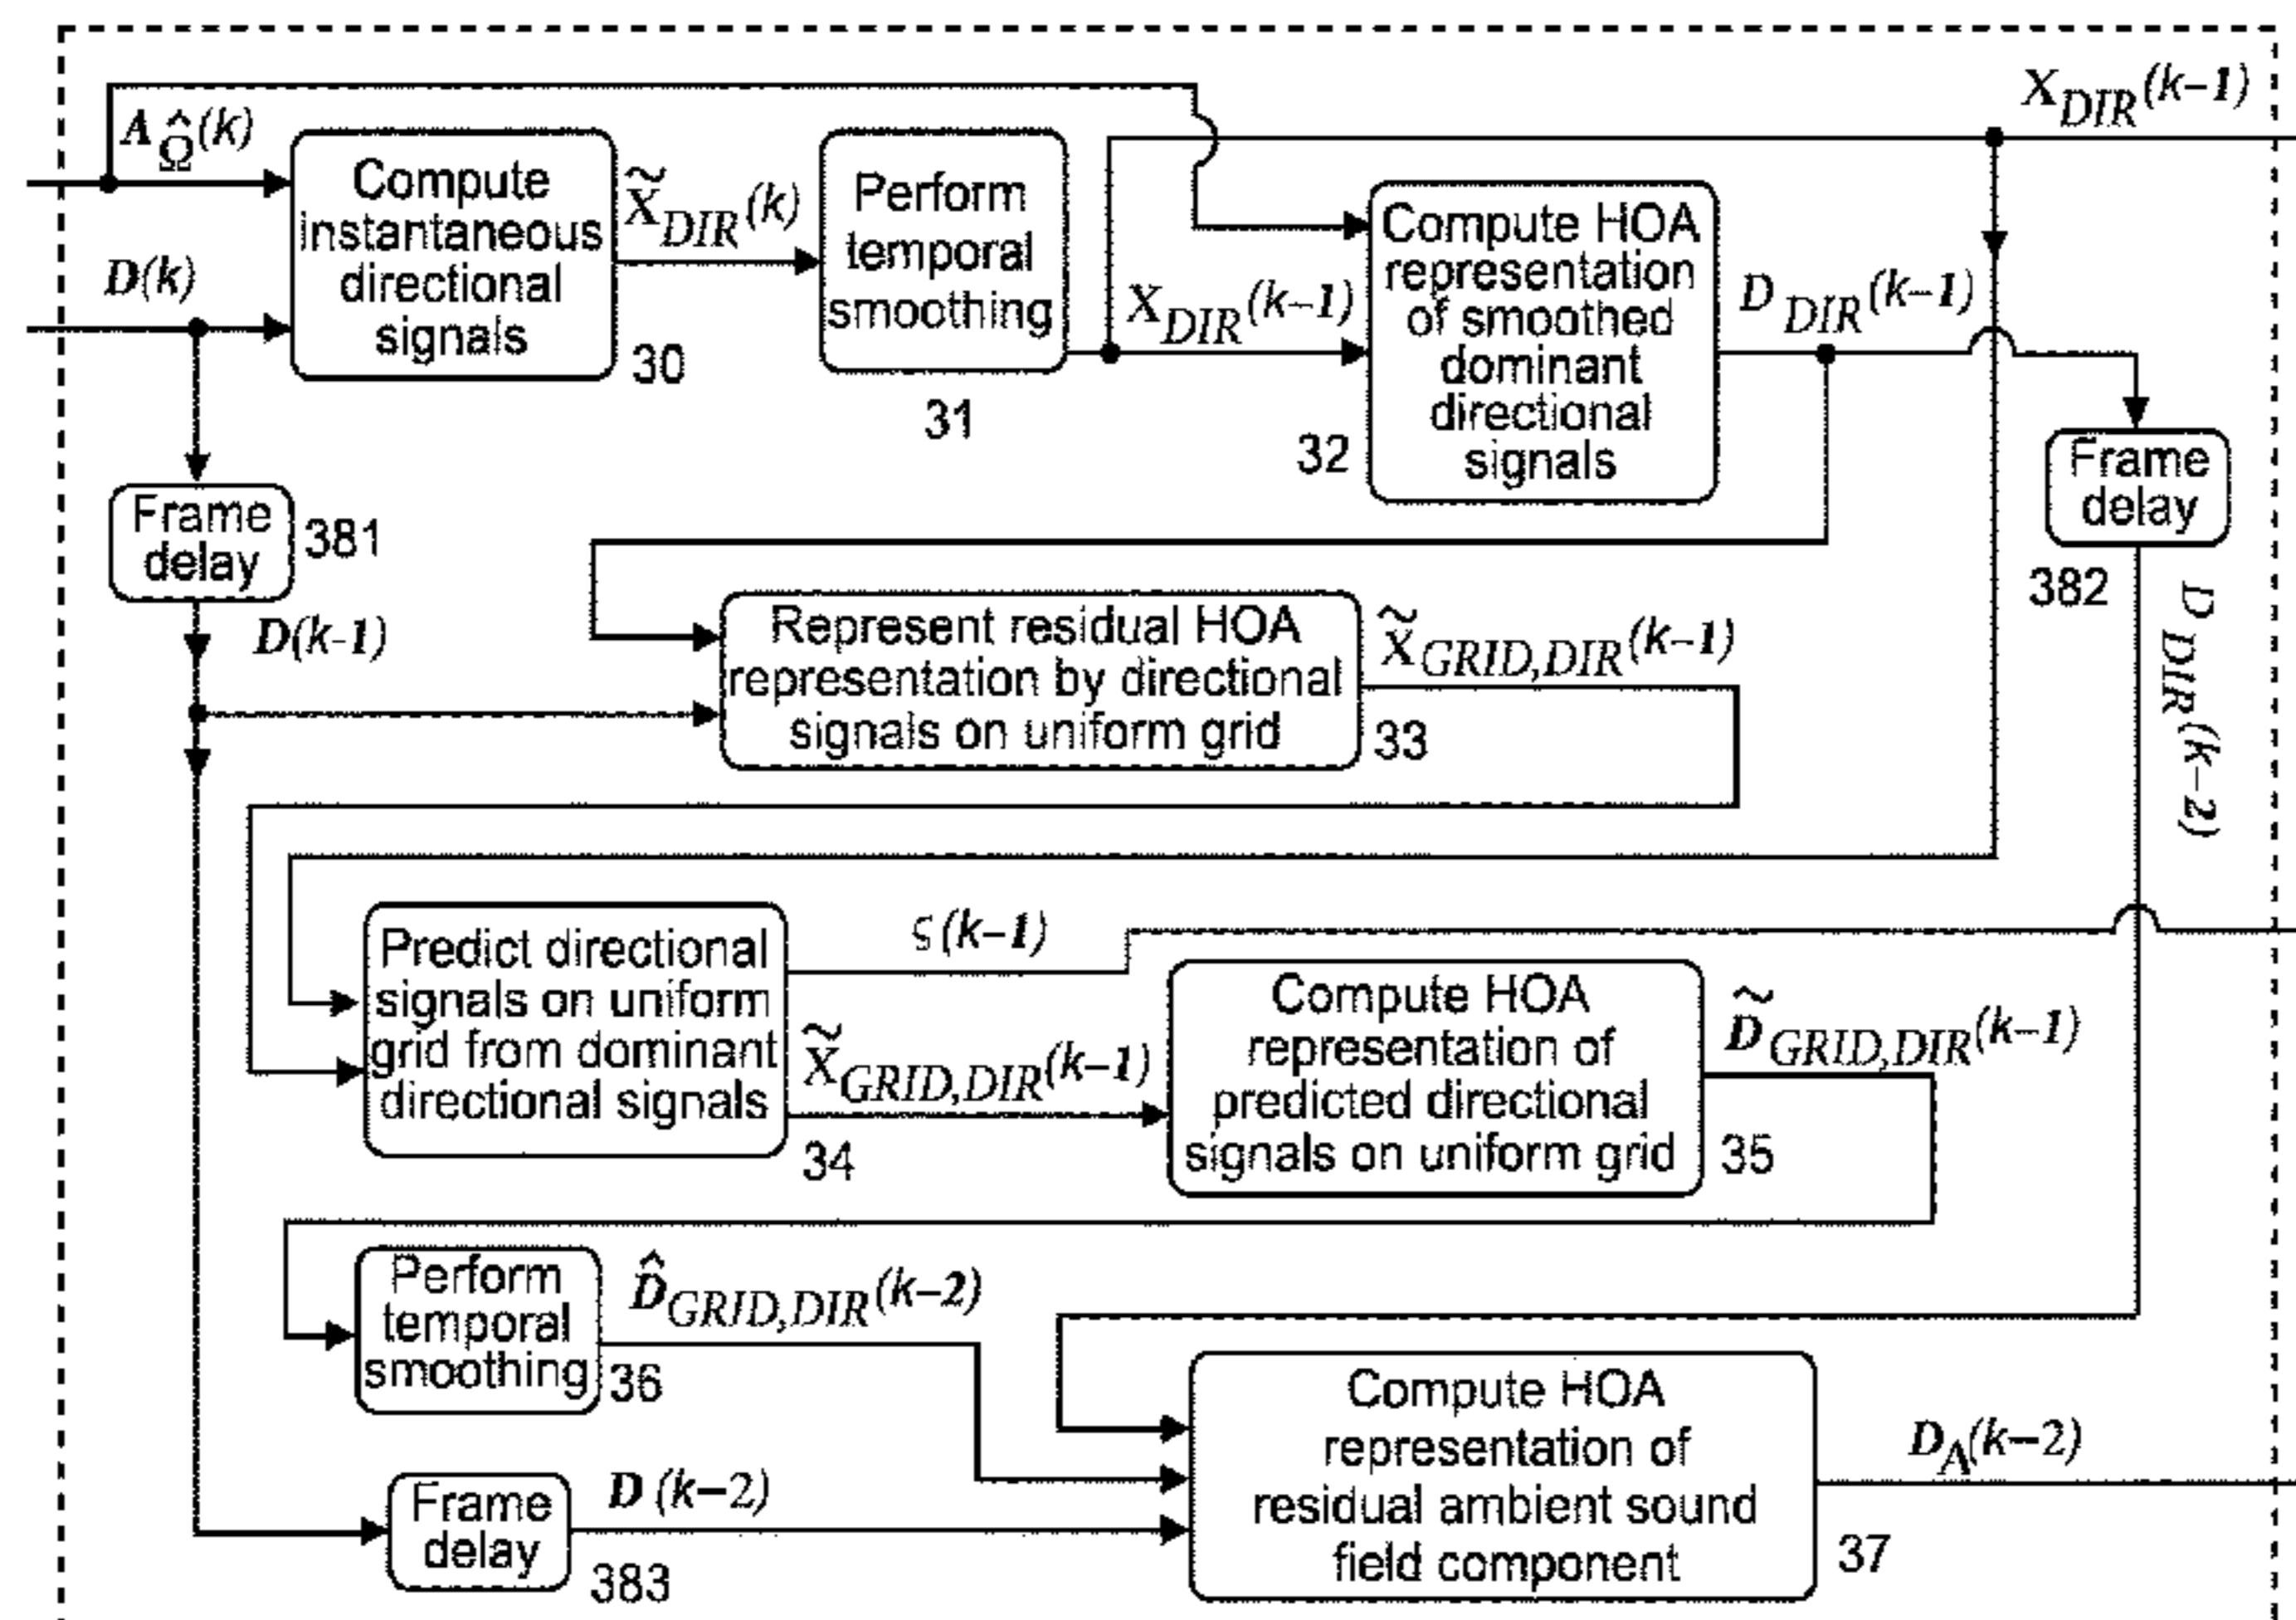 A_Ω̂(k)
X_DIR(k−1)
Compute
instantaneous
directional
signals
X̃_DIR(k)
Perform
temporal
smoothing
Compute HOA
representation
of smoothed
dominant
directional
signals
D(k)
30
31
X_DIR(k−1)
32
D_DIR(k−1)
Frame
delay
381
Frame
delay
382
D(k-1)
Represent residual HOA
representation by directional
signals on uniform grid
33
X̃_GRID,DIR(k−1)
D_DIR(k−2)
Predict directional
signals on uniform
grid from dominant
directional signals
34
ς(k−1)
X̃_GRID,DIR(k−1)
Compute HOA
representation of
predicted directional
signals on uniform grid
35
D̃_GRID,DIR(k−1)
Perform
temporal
smoothing
36
D̂_GRID,DIR(k−2)
Frame
delay
383
D(k−2)
Compute HOA
representation of
residual ambient sound
field component
37
D_A(k−2)